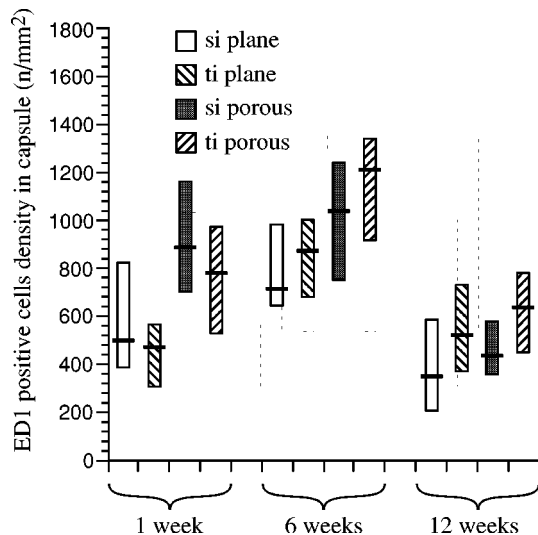 ED1 positive cells density in capsule (n/mm²)
1800
1600
1400
1200
1000
800
600
400
200
0
si plane
ti plane
si porous
ti porous
1 week
6 weeks
12 weeks